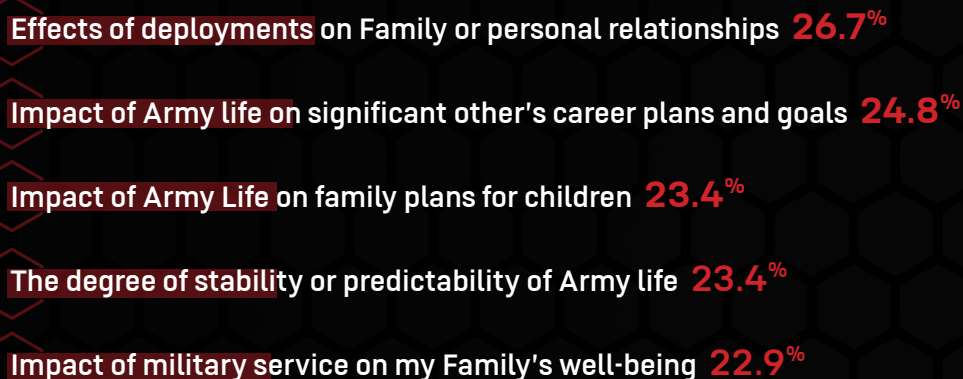 Effects of deployments on Family or personal relationships 26.7%
Impact of Army life on significant other's career plans and goals 24.8%
Impact of Army Life on family plans for children 23.4%
The degree of stability or predictability of Army life 23.4%
Impact of military service on my Family's well-being 22.9%